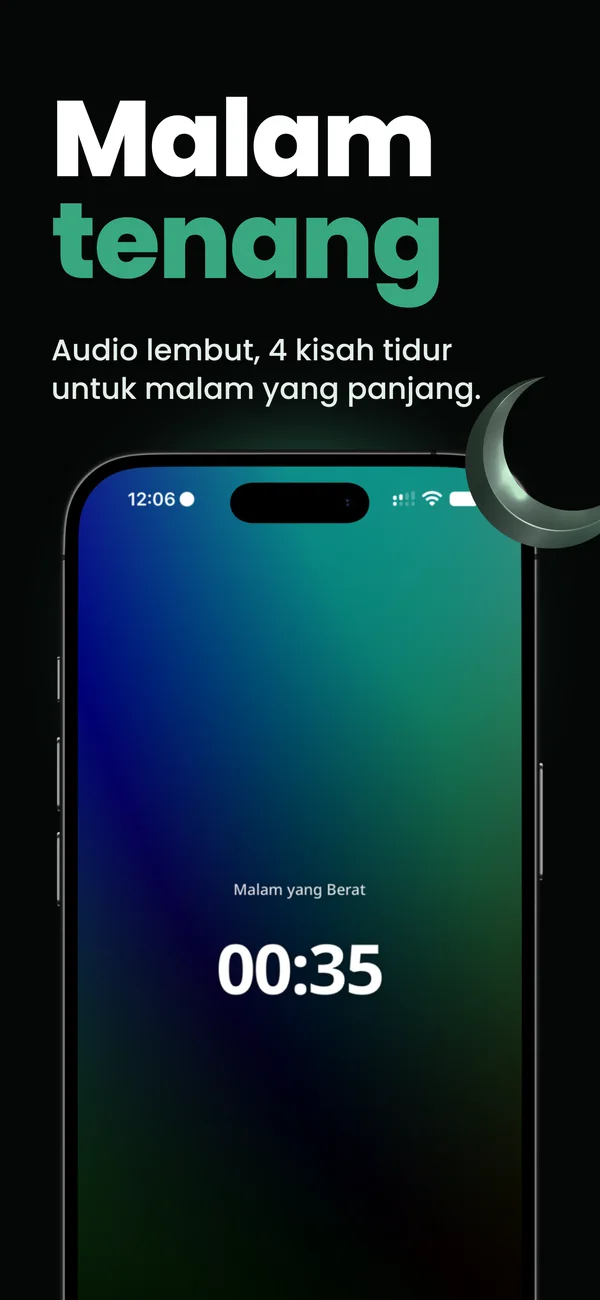 Malam
tenang
Audio lembut, 4 kisah tidur
untuk malam yang panjang.
12:06
Malam yang Berat
00:35